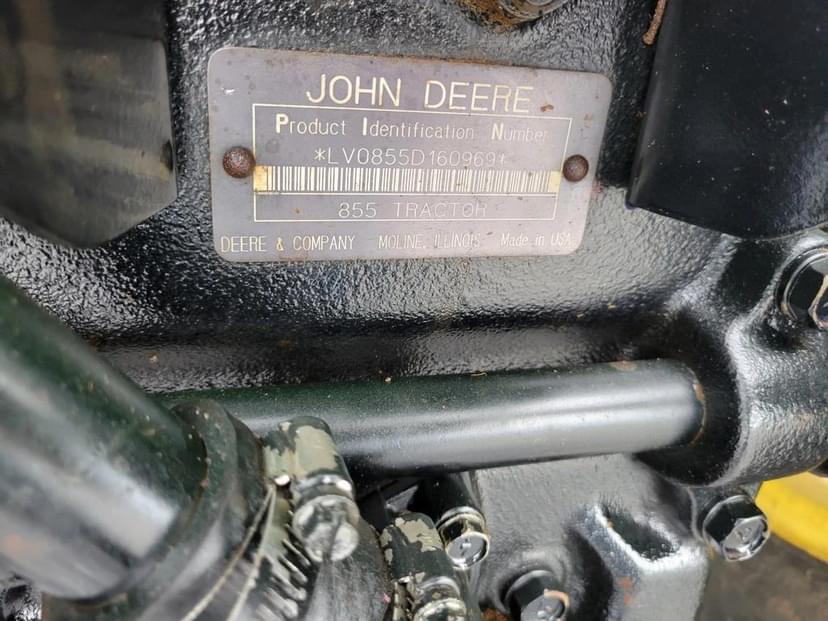 JOHN DEERE
Product Identification Number
*LV0855D160969*
855 TRACTOR
DEERE & COMPANY MOLINE, ILLINOIS Made in USA